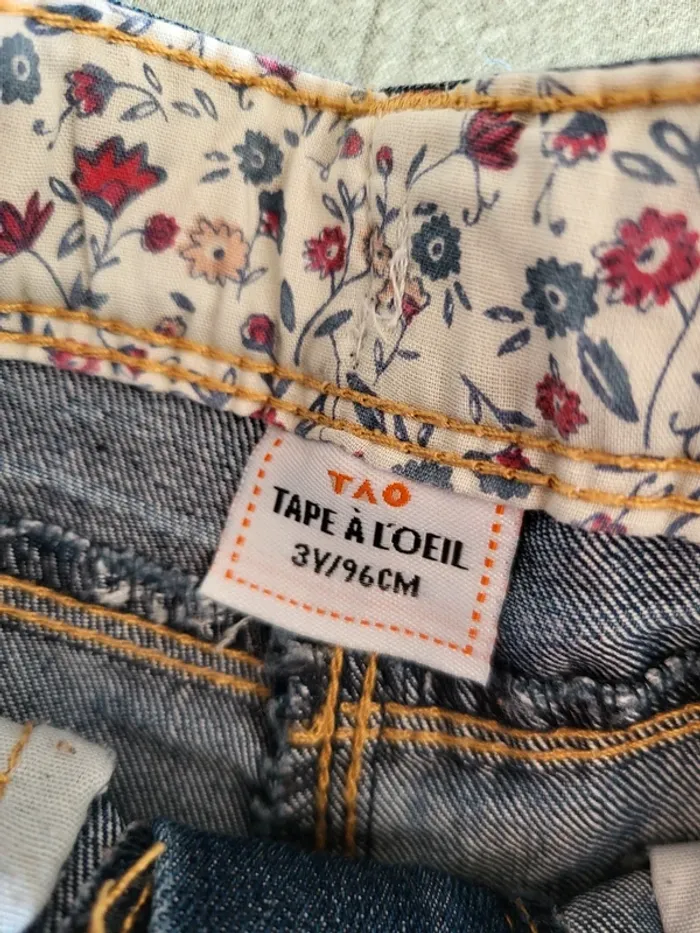 TAO
TAPE À L'OEIL
3Y/96CM